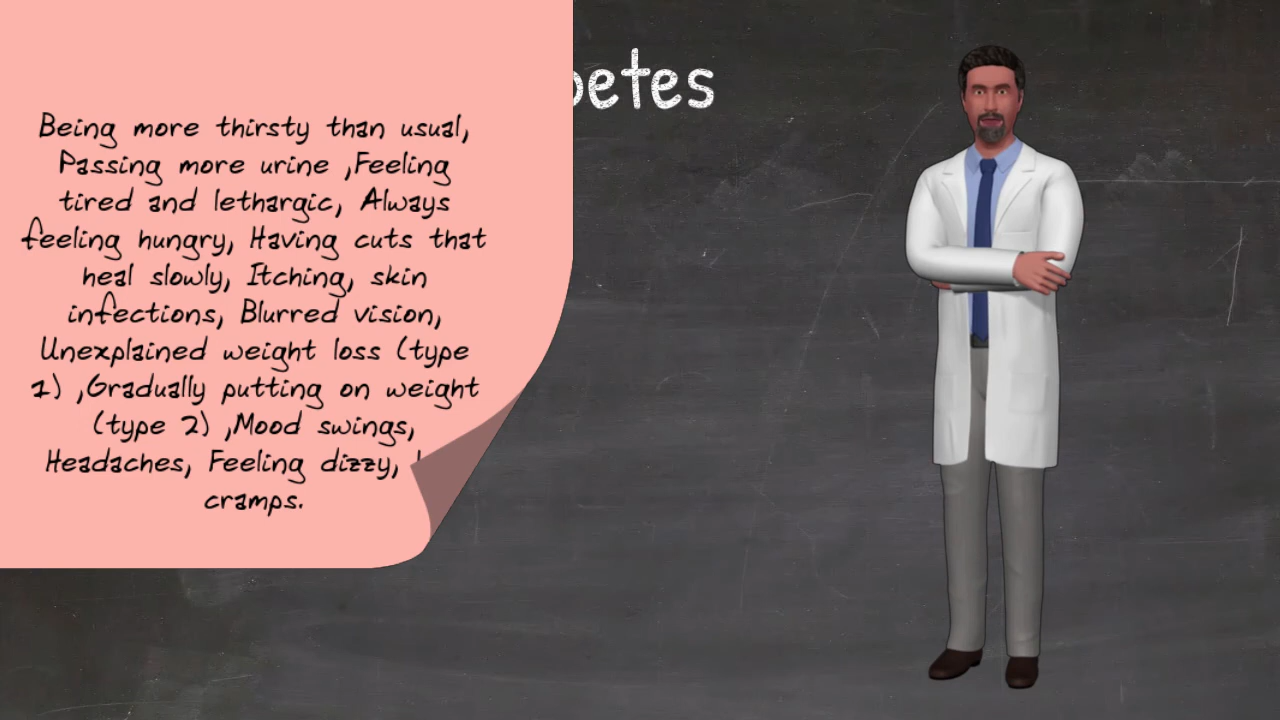 betes
Being more thirsty than usual,
Passing more urine ,Feeling
tired and lethargic, Always
feeling hungry, Having cuts that
heal slowly, Itching, skin
infections, Blurred vision,
Unexplained weight loss (type
1) ,Gradually putting on weight
(type 2) ,Mood swings,
Headaches, Feeling dizzy,
cramps.